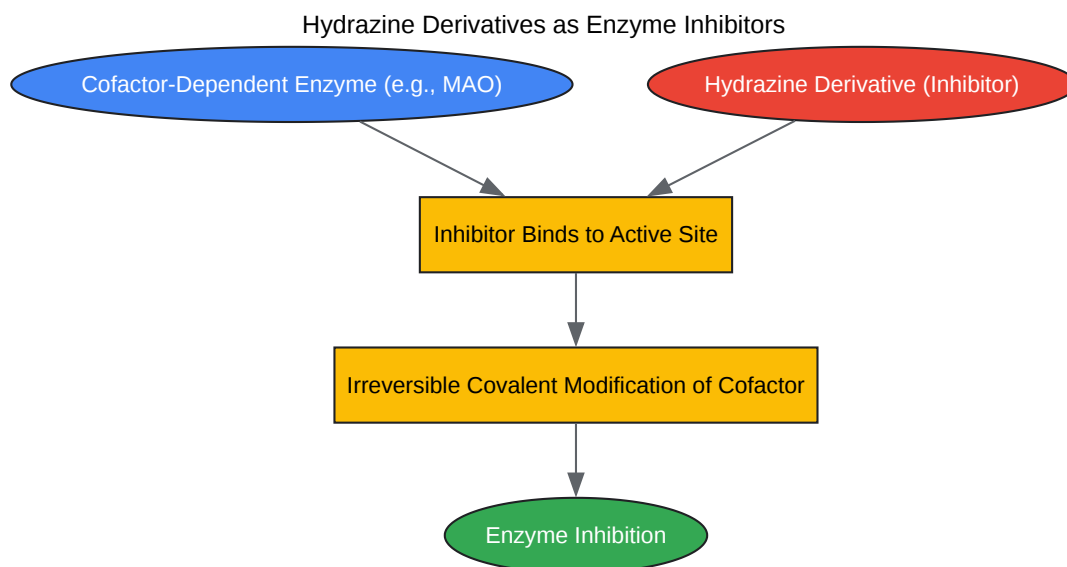 Hydrazine Derivatives as Enzyme Inhibitors
Cofactor-Dependent Enzyme (e.g., MAO)
Hydrazine Derivative (Inhibitor)
Inhibitor Binds to Active Site
Irreversible Covalent Modification of Cofactor
Enzyme Inhibition